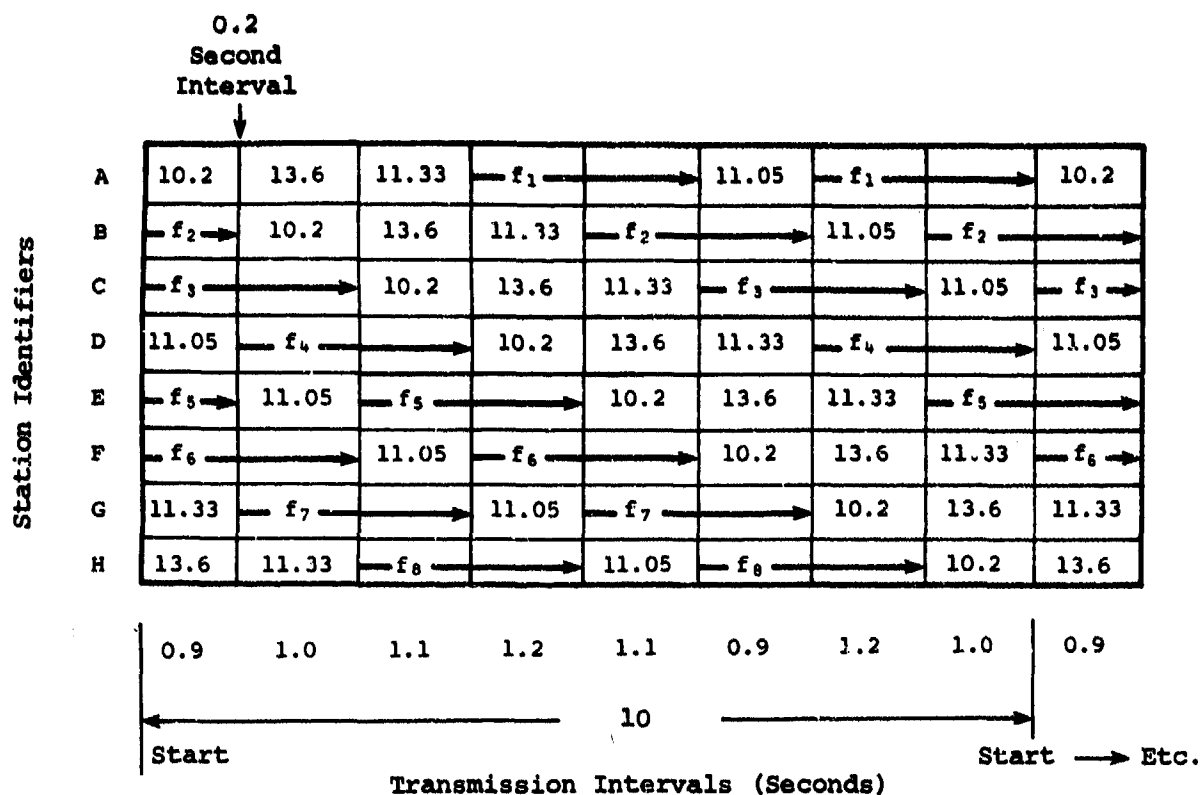 0.2
Second
Interval
Station Identifiers
A 10.2 13.6 11.33 f₁ 11.05 f₁ 10.2
B f₂ 10.2 13.6 11.33 f₂ 11.05 f₂
C f₃ 10.2 13.6 11.33 f₃ 11.05 f₃
D 11.05 f₄ 10.2 13.6 11.33 f₄ 11.05
E f₅ 11.05 f₅ 10.2 13.6 11.33 f₅
F f₆ 11.05 f₆ 10.2 13.6 11.33 f₆
G 11.33 f₇ 11.05 f₇ 10.2 13.6 11.33
H 13.6 11.33 f₈ 11.05 f₈ 10.2 13.6
0.9 1.0 1.1 1.2 1.1 0.9 1.2 1.0 0.9
10
Start Start Etc.
Transmission Intervals (Seconds)